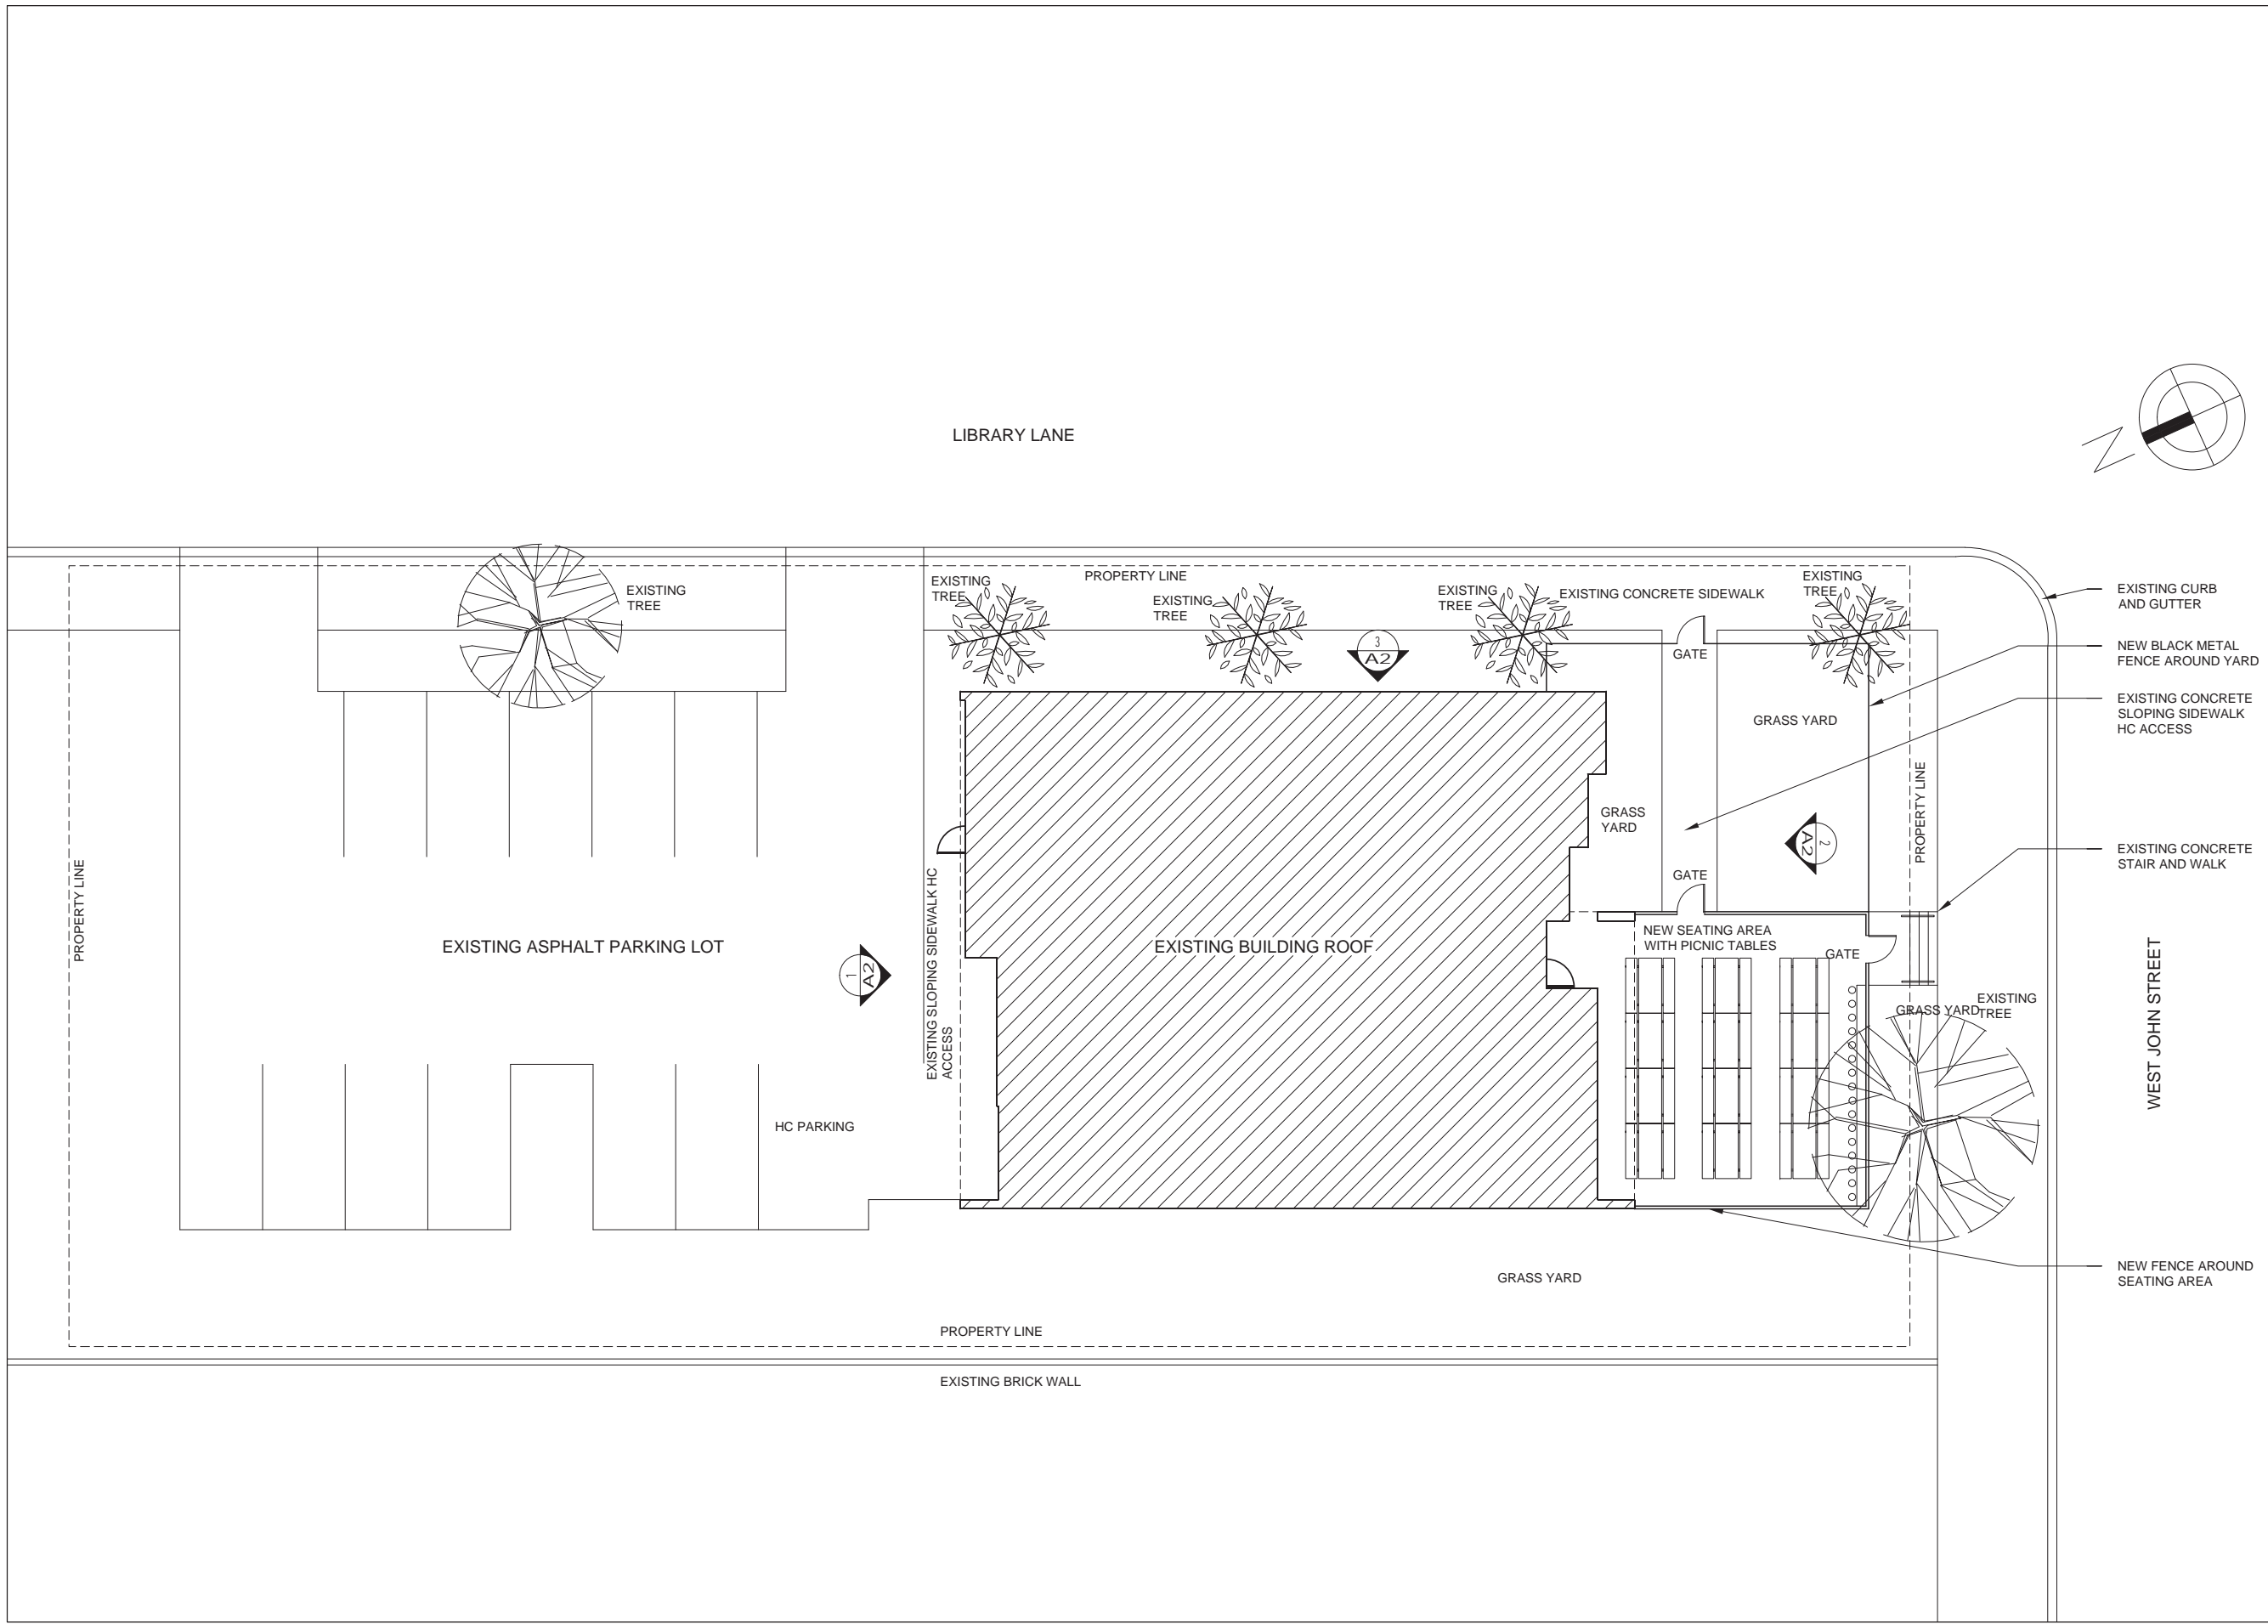 LIBRARY LANE
N
EXISTING
TREE
EXISTING
TREE
PROPERTY LINE
EXISTING
TREE
EXISTING
TREE
EXISTING CONCRETE SIDEWALK
EXISTING
TREE
EXISTING CURB
AND GUTTER
3
A2
GATE
NEW BLACK METAL
FENCE AROUND YARD
GRASS YARD
EXISTING CONCRETE
SLOPING SIDEWALK
HC ACCESS
GRASS
YARD
PROPERTY LINE
2
A2
EXISTING CONCRETE
STAIR AND WALK
GATE
PROPERTY LINE
EXISTING ASPHALT PARKING LOT
1
A2
EXISTING SLOPING SIDEWALK HC
ACCESS
EXISTING BUILDING ROOF
NEW SEATING AREA
WITH PICNIC TABLES
GATE
EXISTING
TREE
GRASS YARD
WEST JOHN STREET
HC PARKING
NEW FENCE AROUND
SEATING AREA
GRASS YARD
PROPERTY LINE
EXISTING BRICK WALL